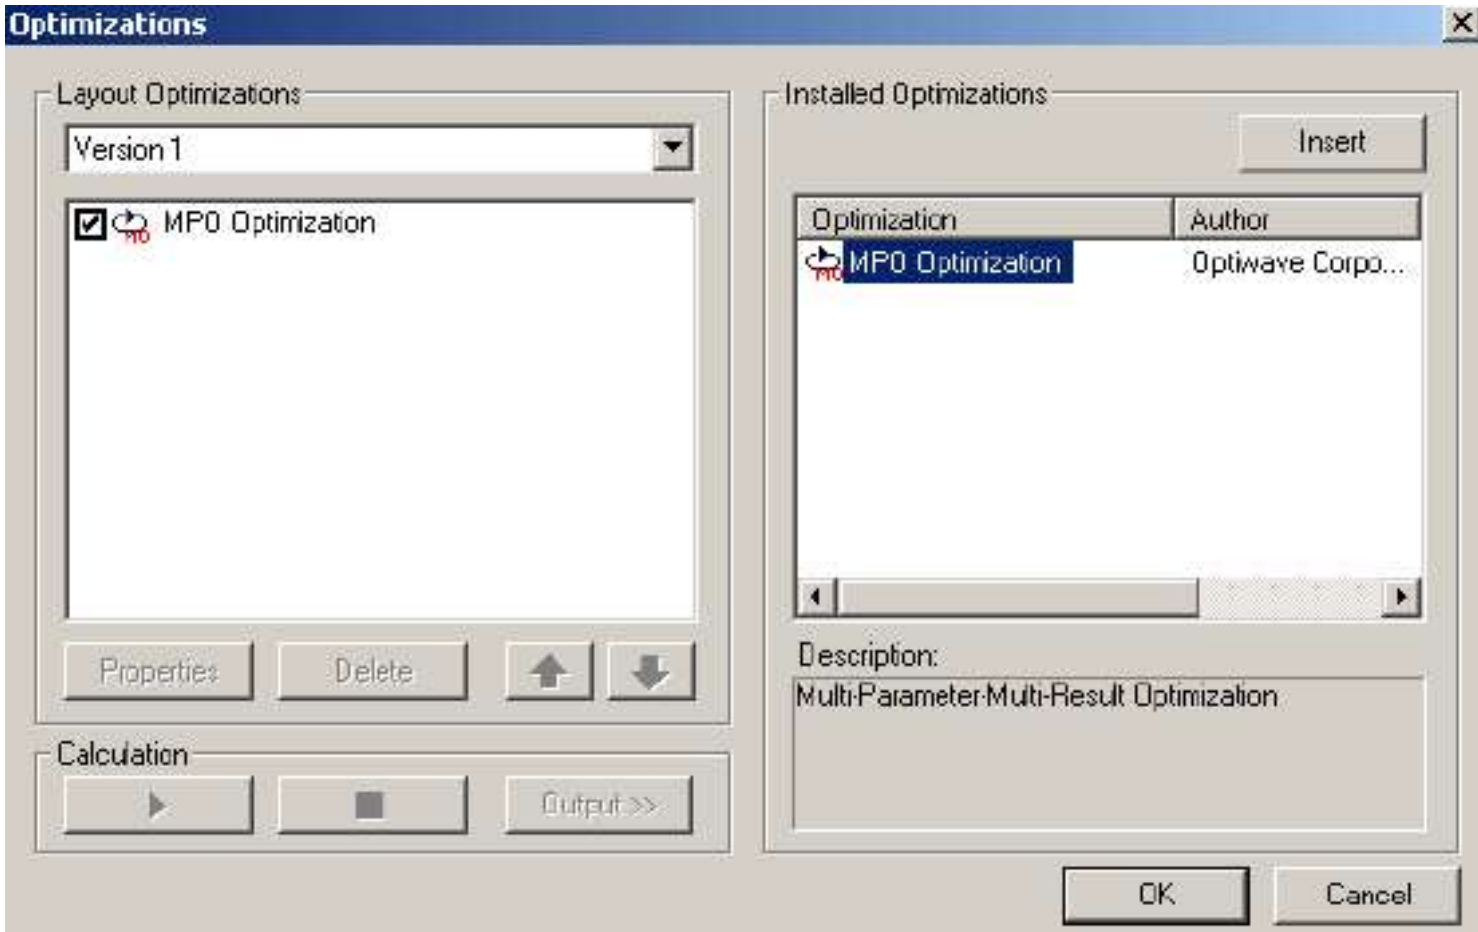 Optimizations
Layout Optimizations
Version 1
MPO Optimization
Properties
Delete
Calculation
Output >>
Installed Optimizations
Insert
Optimization Author
MPO Optimization Optiwave Corpo...
Description:
Multi-Parameter-Multi-Result Optimization
OK
Cancel